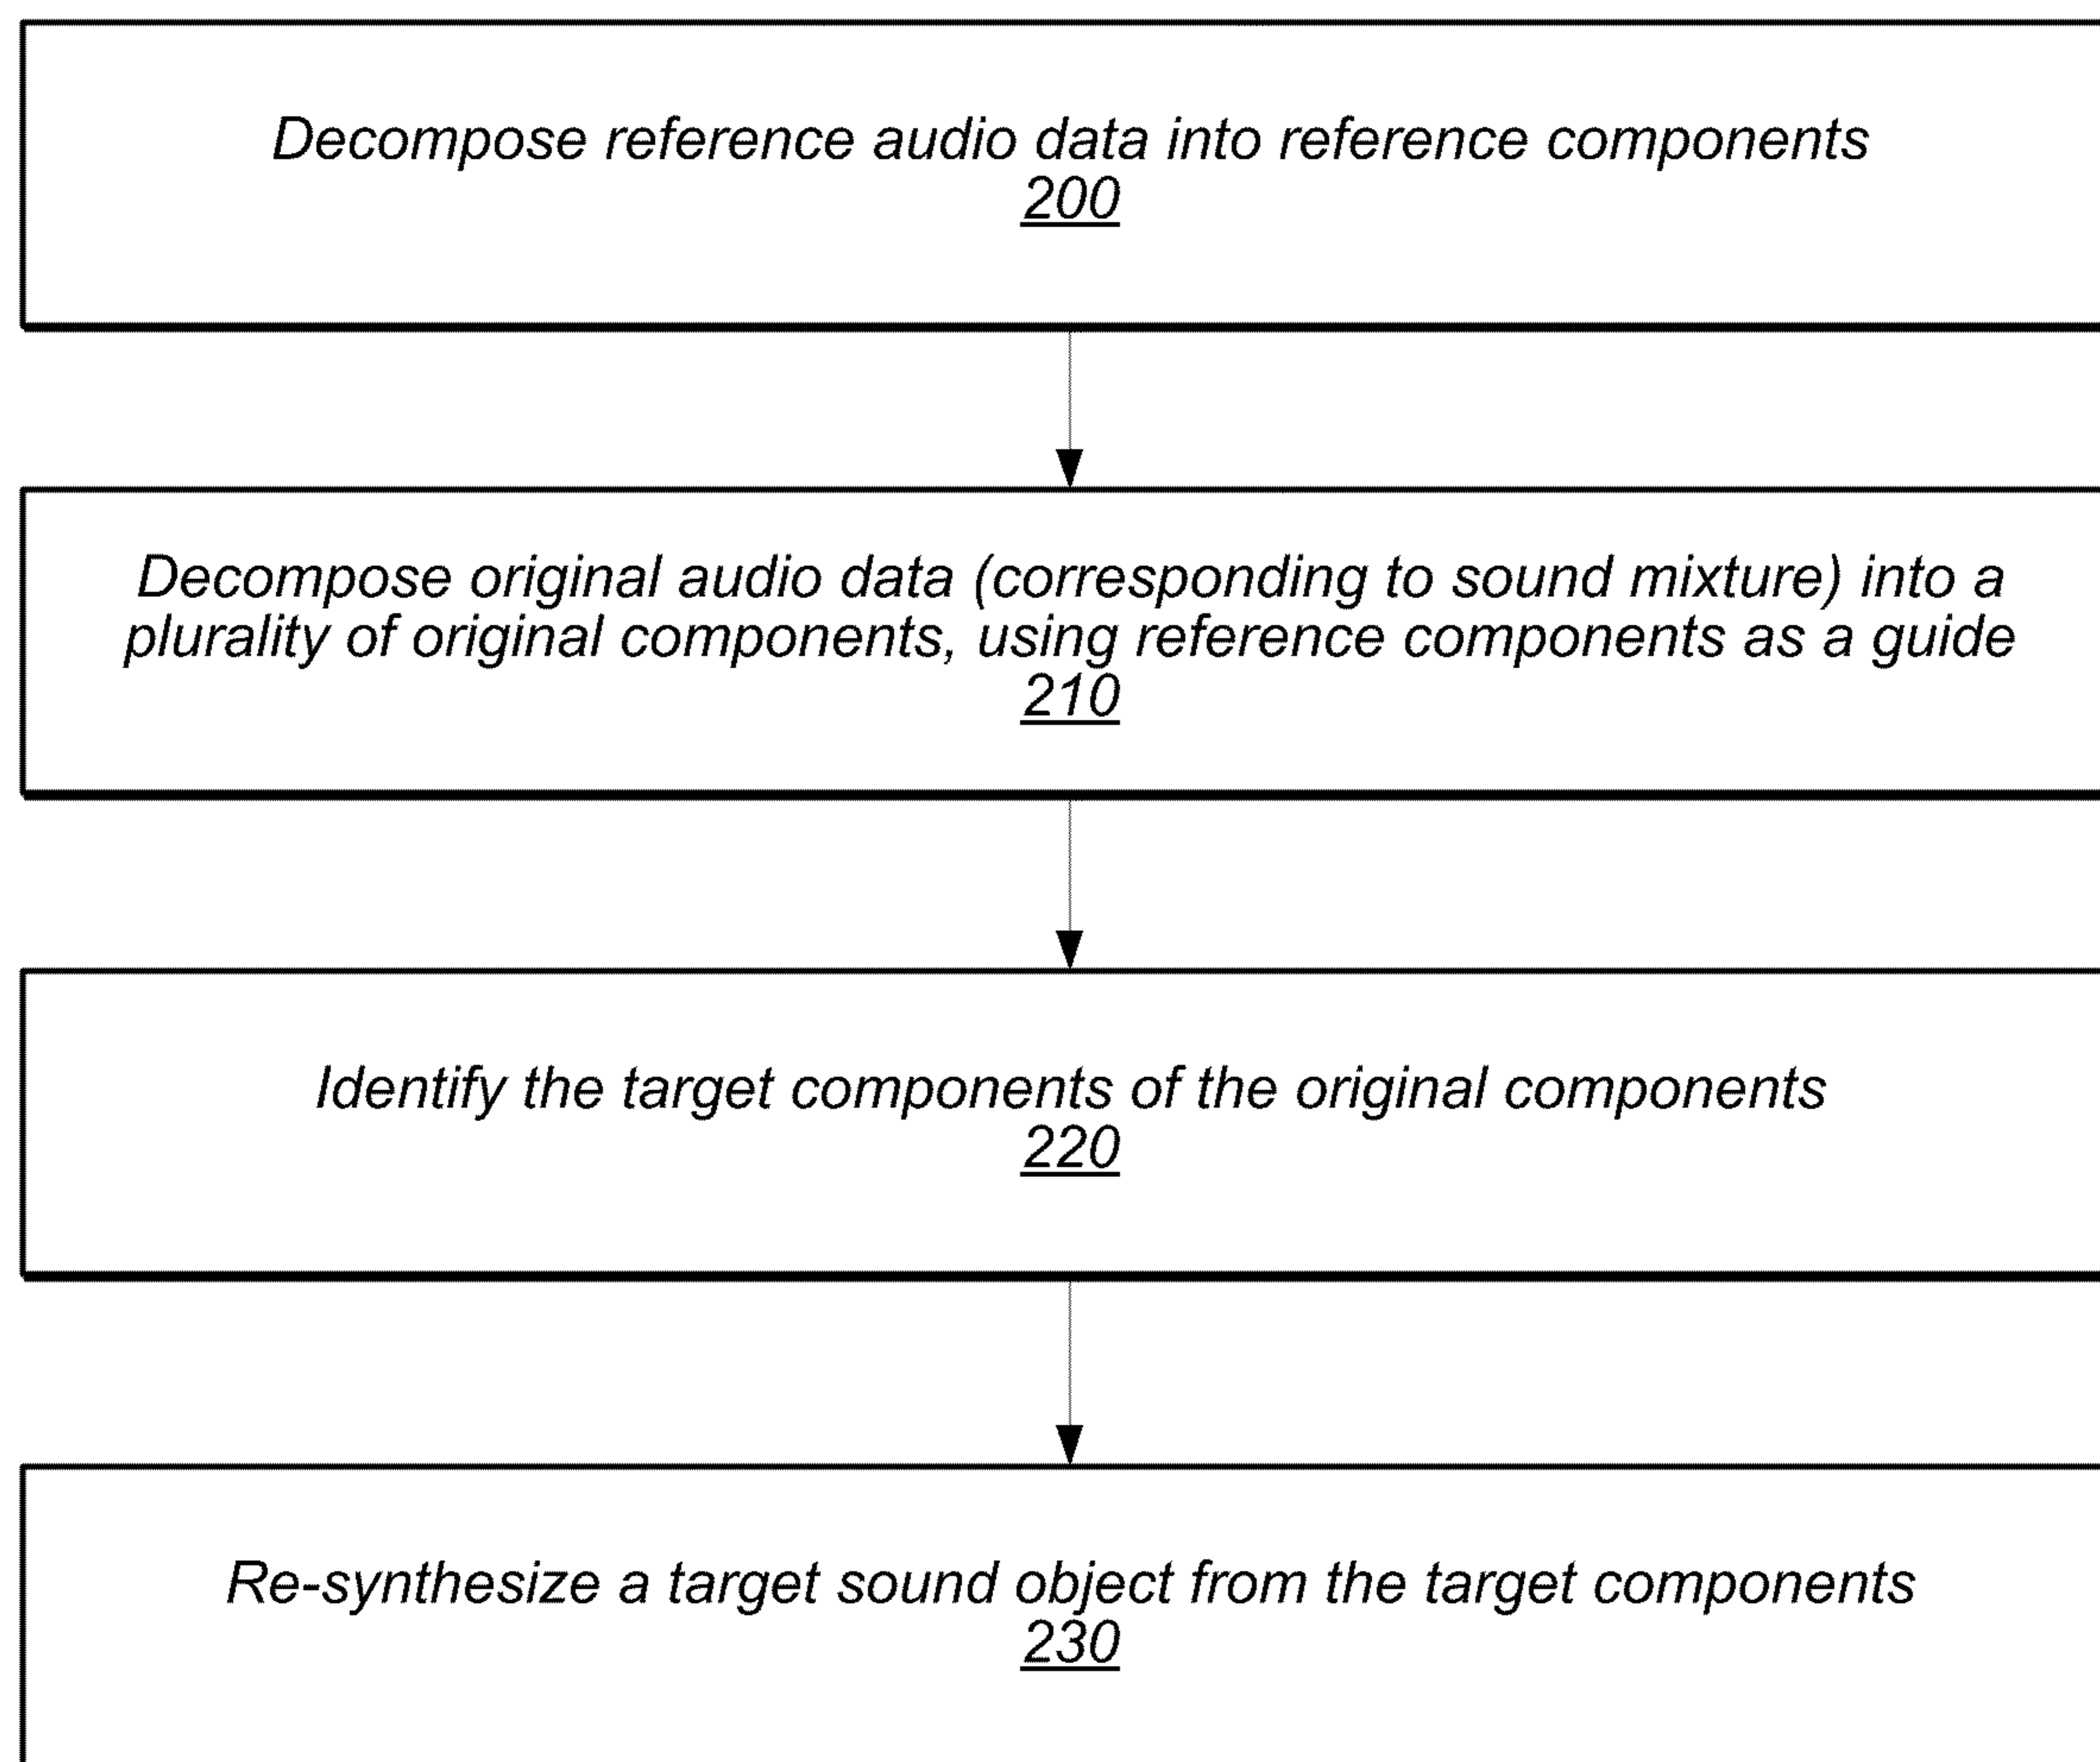 Decompose reference audio data into reference components
200
Decompose original audio data (corresponding to sound mixture) into a
plurality of original components, using reference components as a guide
210
Identify the target components of the original components
220
Re-synthesize a target sound object from the target components
230